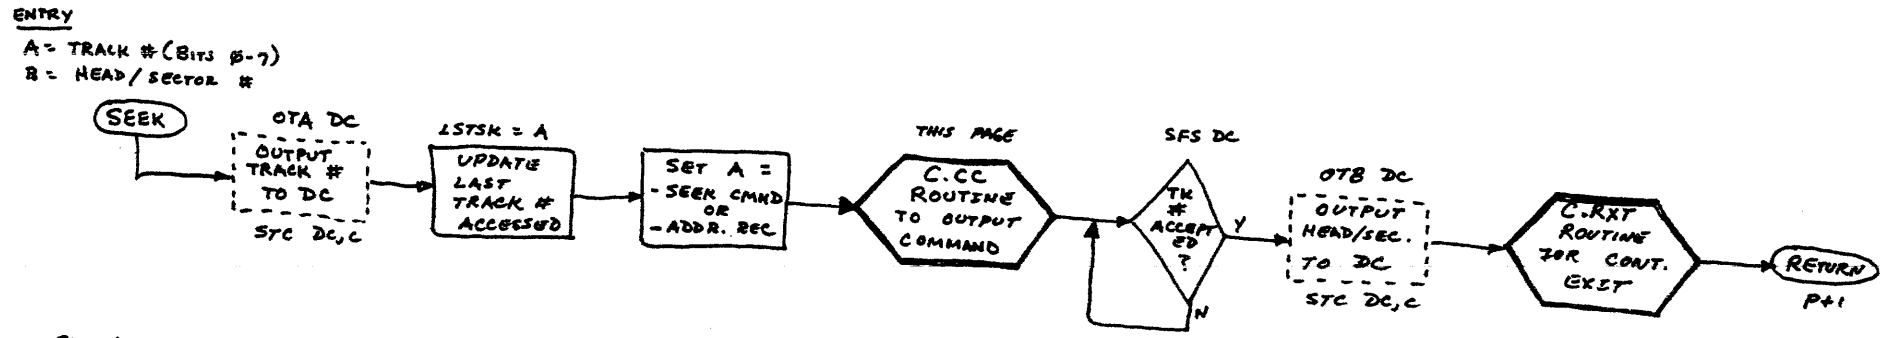 ENTRY
A = TRACK # (BITS Ø-7)
B = HEAD/SECTOR #
SEEK
OTA DC
OUTPUT
TRACK #
TO DC
STC DC,C
LSTSK = A
UPDATE
LAST
TRACK #
ACCESSED
SET A =
- SEEK CMND
OR
- ADDR. REC
THIS PAGE
C.CC
ROUTINE
TO OUTPUT
COMMAND
SFS DC
TK
#
ACCEPT
ED
?
Y
N
OTB DC
OUTPUT
HEAD/SEC.
TO DC
STC DC,C
C.RXT
ROUTINE
FOR CONT.
EXIT
RETURN
P+1